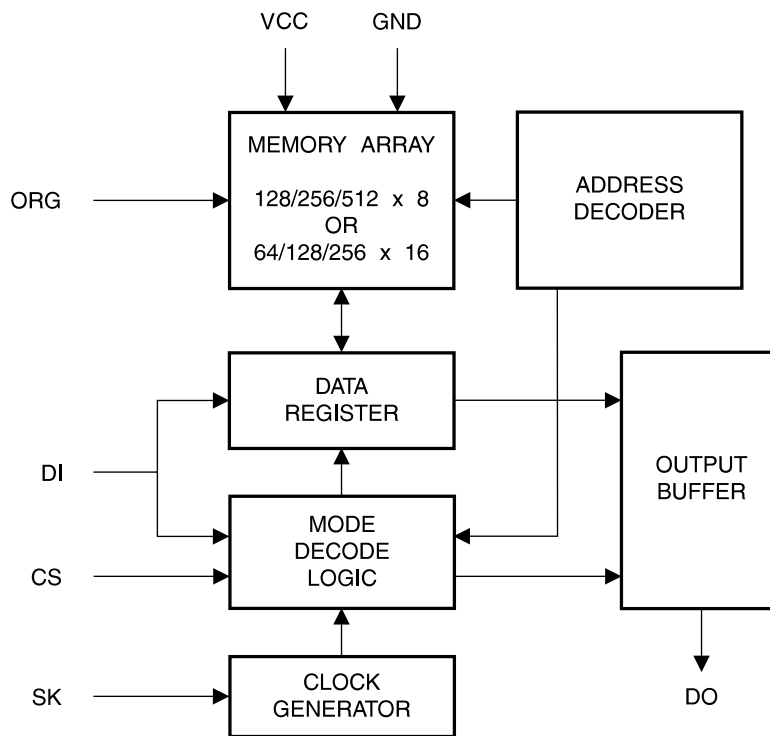 VCC
GND
MEMORY ARRAY
128/256/512 x 8
OR
64/128/256 x 16
ADDRESS
DECODER
ORG
DATA
REGISTER
DI
OUTPUT
BUFFER
MODE
DECODE
LOGIC
CS
CLOCK
GENERATOR
SK
DO